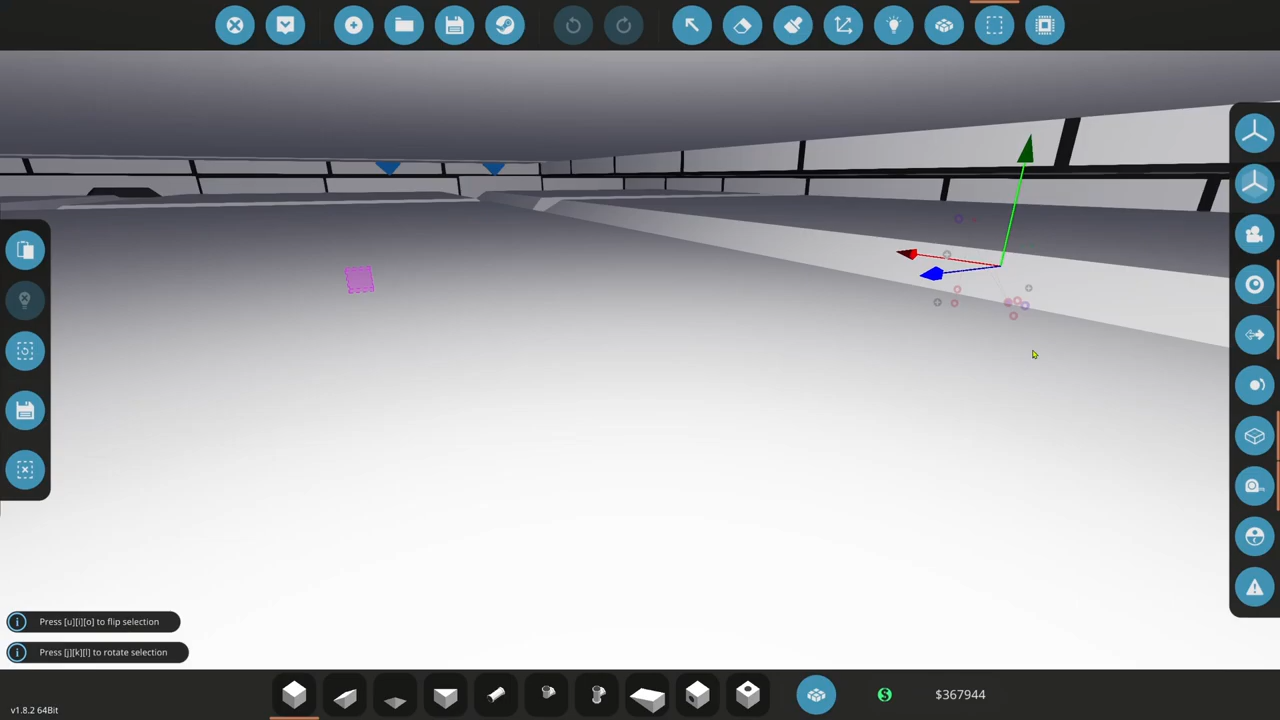 Press [u][i][o] to flip selection
Press [j][k][l] to rotate selection
v1.8.2 64Bit
$367944